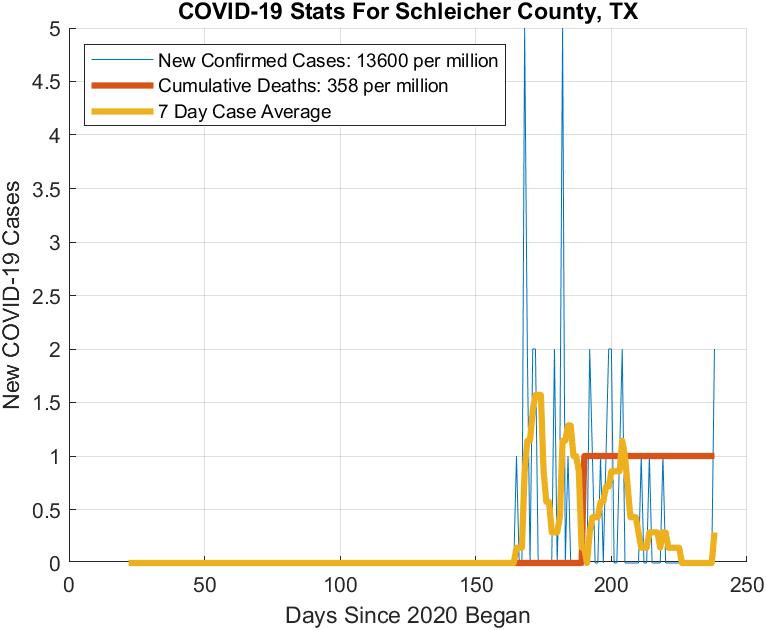 COVID-19 Stats For Schleicher County, TX
New Confirmed Cases: 13600 per million
Cumulative Deaths: 358 per million
7 Day Case Average
New COVID-19 Cases
5
4.5
4
3.5
3
2.5
2
1.5
1
0.5
0
0 50 100 150 200 250
Days Since 2020 Began